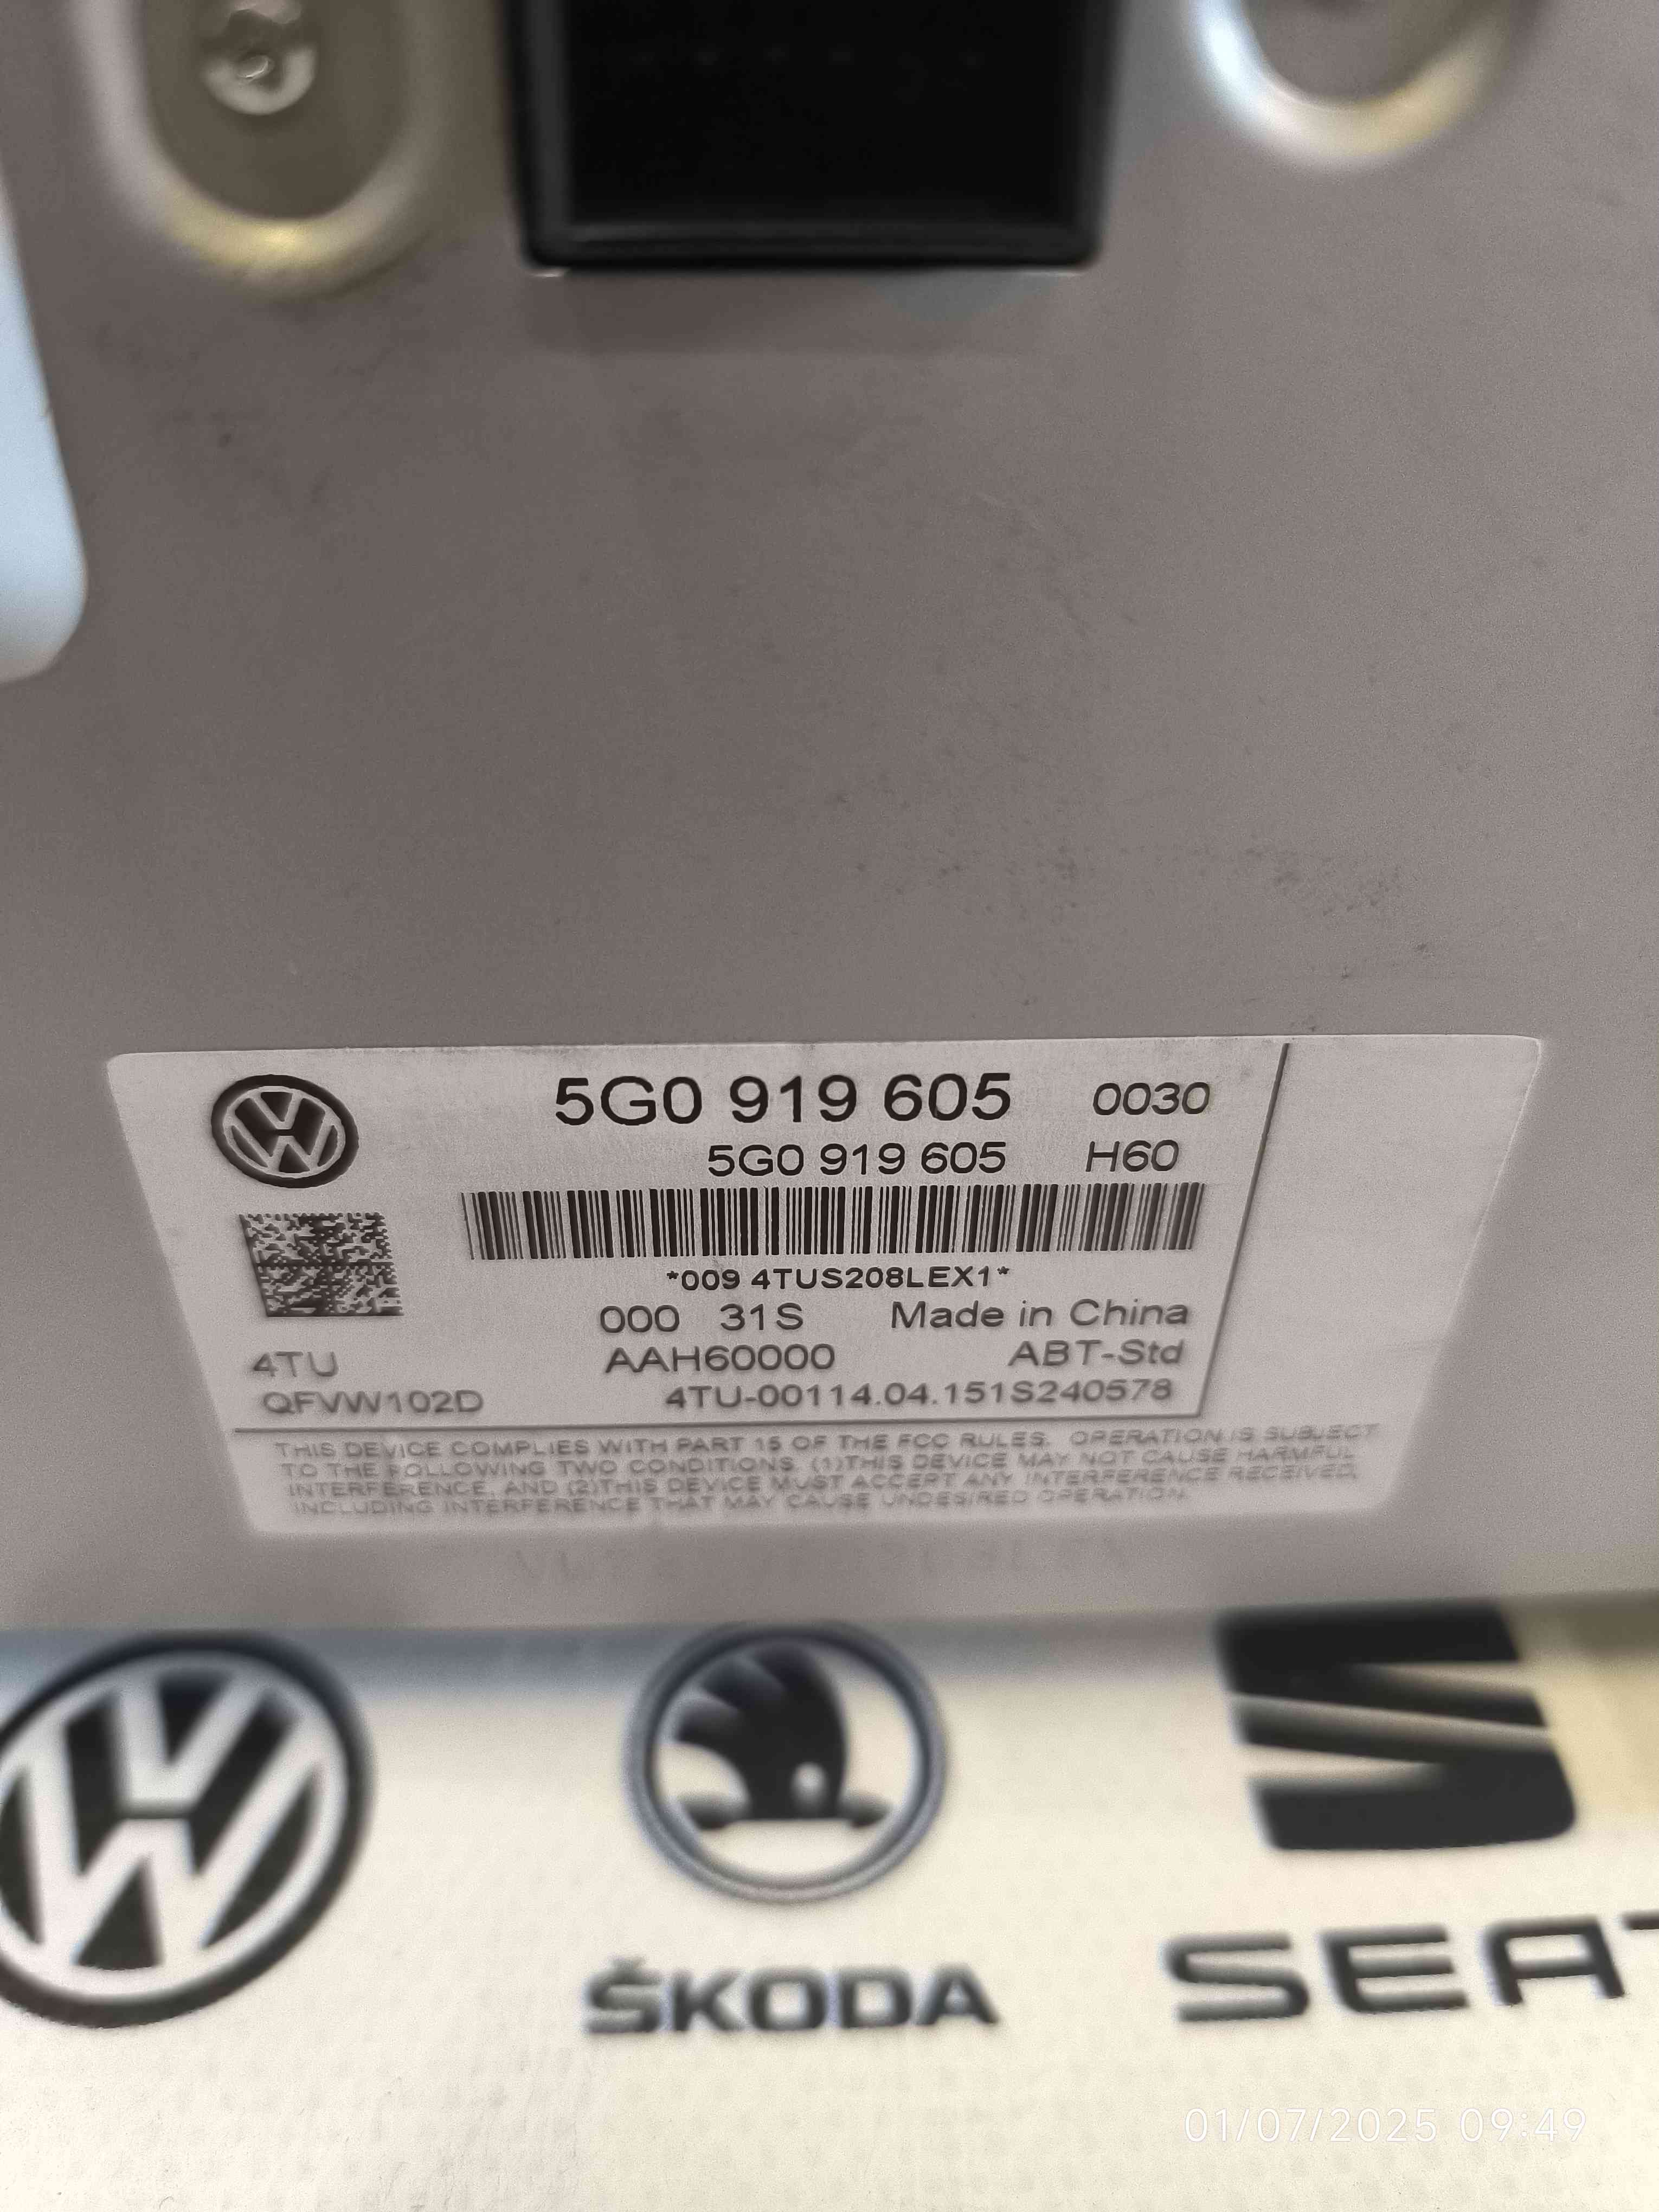 5G0 919 605 0030
5G0 919 605 H60
*009 4TUS208LEX1*
000 31S Made in China
4TU AAH60000 ABT-Std
QFVW102D 4TU-00114.04.151S240578
THIS DEVICE COMPLIES WITH PART 15 OF THE FCC RULES. OPERATION IS SUBJECT
TO THE FOLLOWING TWO CONDITIONS. (1)THIS DEVICE MAY NOT CAUSE HARMFUL
INTERFERENCE, AND (2)THIS DEVICE MUST ACCEPT ANY INTERFERENCE RECEIVED,
INCLUDING INTERFERENCE THAT MAY CAUSE UNDESIRED OPERATION.
ŠKODA
SEAT
01/07/2025 09:49